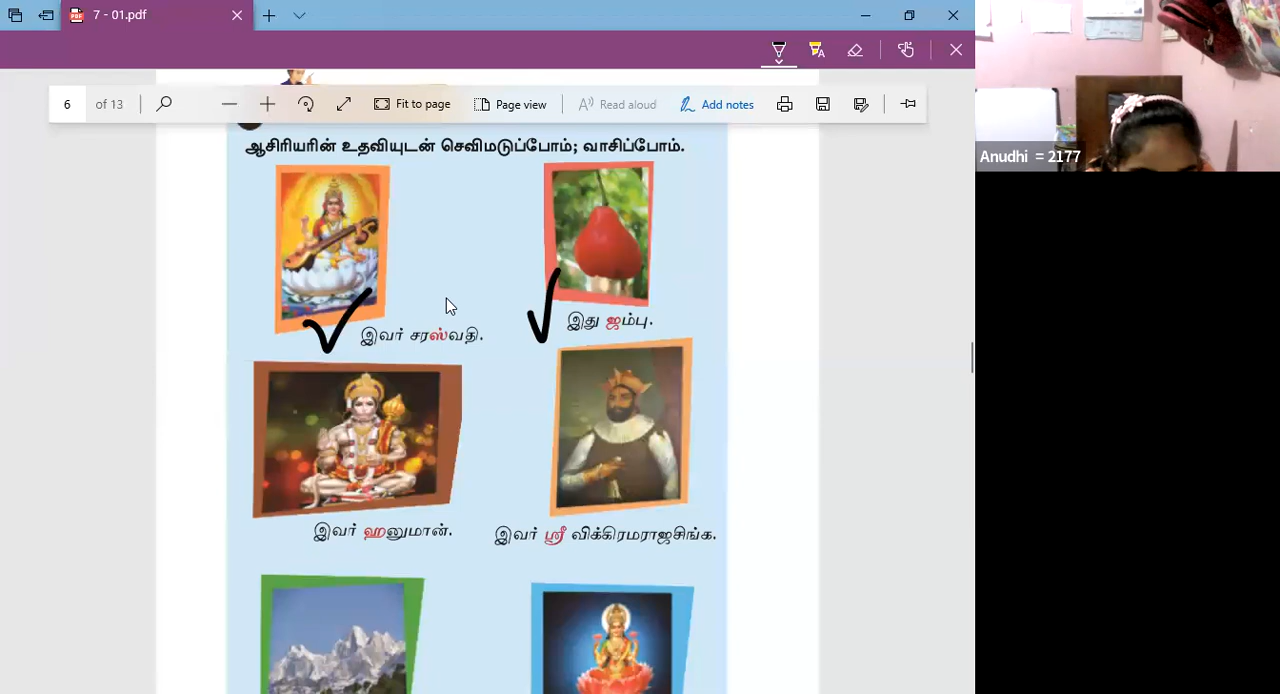 7 - 01.pdf
6 of 13
Fit to page
Page view
Read aloud
Add notes
ஆசிரியரின் உதவியுடன் செவிமடுப்போம்; வாசிப்போம்.
இவர் சரஸ்வதி.
இது ஜம்பு.
இவர் ஹனுமான்.
இவர் ஸ்ரீ விக்கிரமராஜசிங்க.
Anudhi = 2177